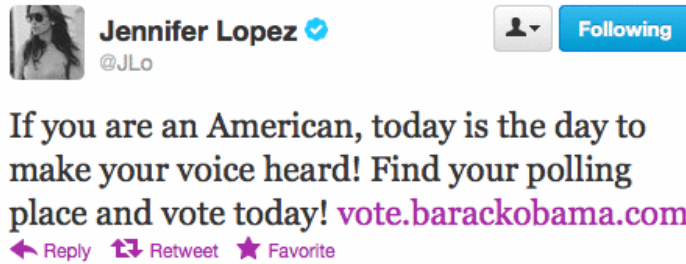 Jennifer Lopez
@JLo
Following
If you are an American, today is the day to
make your voice heard! Find your polling
place and vote today! vote.barackobama.com
Reply Retweet Favorite